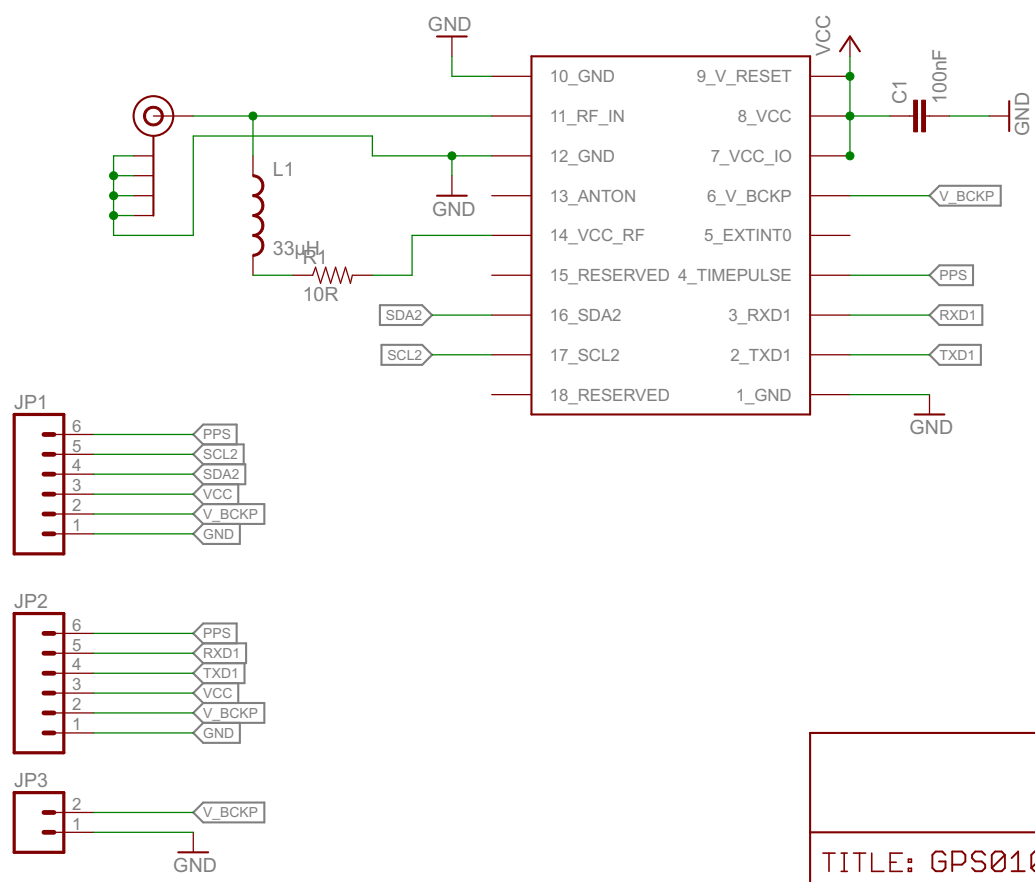 GND
VCC
10_GND
9_V_RESET
C1
100nF
GND
11_RF_IN
8_VCC
12_GND
7_VCC_IO
L1
33µH
GND
13_ANTON
6_V_BCKP
V_BCKP
14_VCC_RF
5_EXTINT0
R1
10R
15_RESERVED
4_TIMEPULSE
PPS
SDA2
16_SDA2
3_RXD1
RXD1
SCL2
17_SCL2
2_TXD1
TXD1
18_RESERVED
1_GND
GND
JP1
6 PPS
5 SCL2
4 SDA2
3 VCC
2 V_BCKP
1 GND
JP2
6 PPS
5 RXD1
4 TXD1
3 VCC
2 V_BCKP
1 GND
JP3
2 V_BCKP
1
GND
TITLE: GPS010